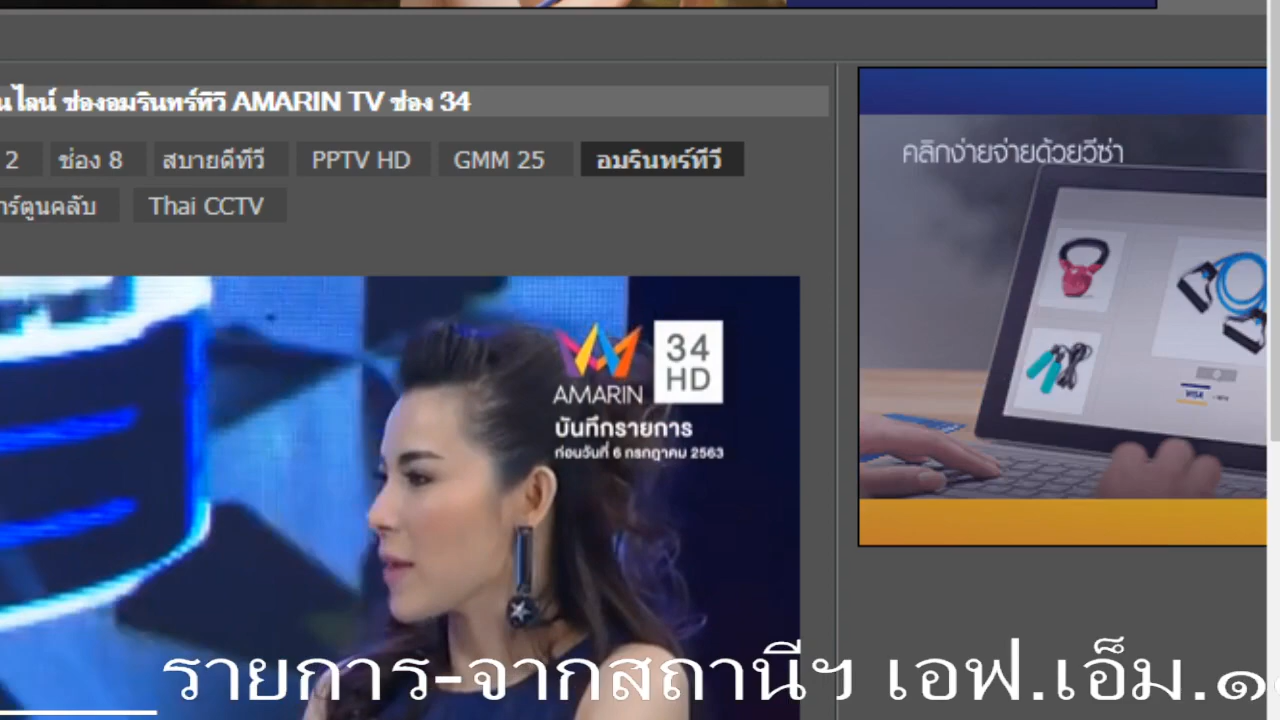 นไลน์ ช่องอมรินทร์ทีวี AMARIN TV ช่อง 34
2 ช่อง 8 สบายดีทีวี PPTV HD GMM 25 อมรินทร์ทีวี
าร์ตูนคลับ Thai CCTV
คลิกง่ายจ่ายด้วยวีซ่า
VISA
34
HD
AMARIN
บันทึกรายการ
ก่อนวันที่ 6 กรกฎาคม 2563
รายการ-จากสถานีฯ เอฟ.เอ็ม.๑